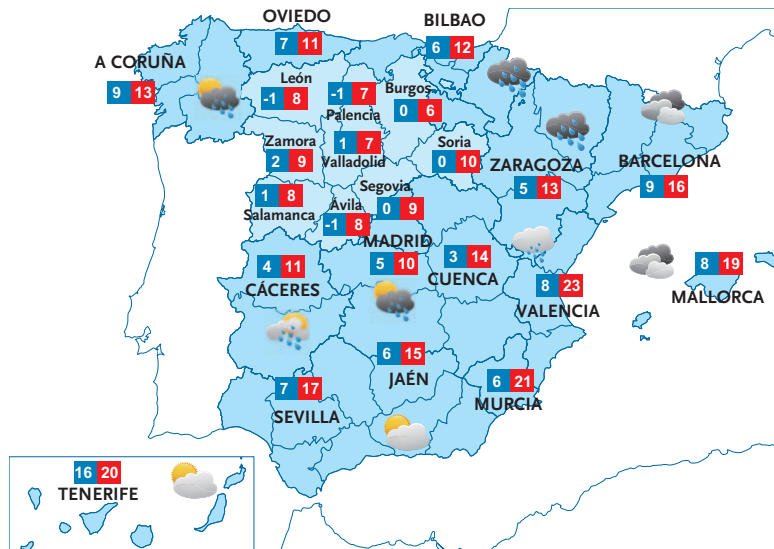 OVIEDO
7 11
BILBAO
6 12
A CORUÑA
9 13
León
-1 8
-1 7
Palencia
Burgos
0 6
Zamora
2 9
1 7
Valladolid
Soria
0 10
ZARAGOZA
5 13
BARCELONA
9 16
1 8
Salamanca
Ávila
-1 8
Segovia
0 9
MADRID
5 10
3 14
CUENCA
4 11
CÁCERES
8 23
VALENCIA
8 19
MALLORCA
6 15
JAÉN
6 21
MURCIA
7 17
SEVILLA
16 20
TENERIFE